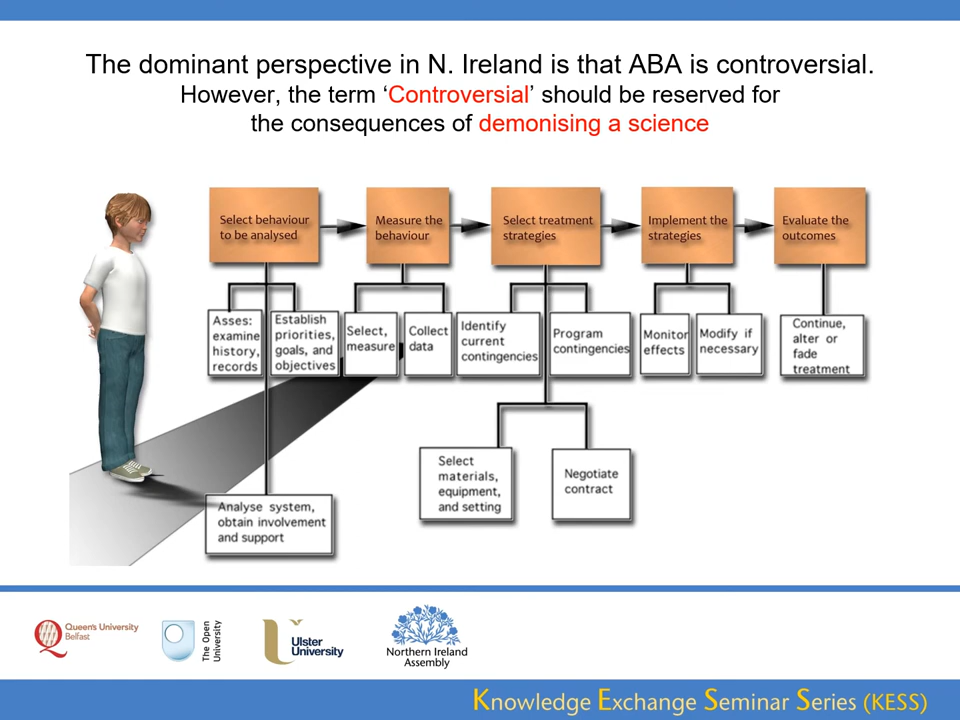 The dominant perspective in N. Ireland is that ABA is controversial.
However, the term ‘Controversial’ should be reserved for
the consequences of demonising a science
Select behaviour
to be analysed
Measure the
behaviour
Select treatment
strategies
Implement the
strategies
Evaluate the
outcomes
Asses:
examine
history,
records
Establish
priorities,
goals, and
objectives
Select,
measure
Collect
data
Identify
current
contingencies
Program
contingencies
Monitor
effects
Modify if
necessary
Continue,
alter or
fade
treatment
Select
materials,
equipment,
and setting
Negotiate
contract
Analyse system,
obtain involvement
and support
Queen's University
Belfast
The Open
University
Ulster
University
Northern Ireland
Assembly
Knowledge Exchange Seminar Series (KESS)